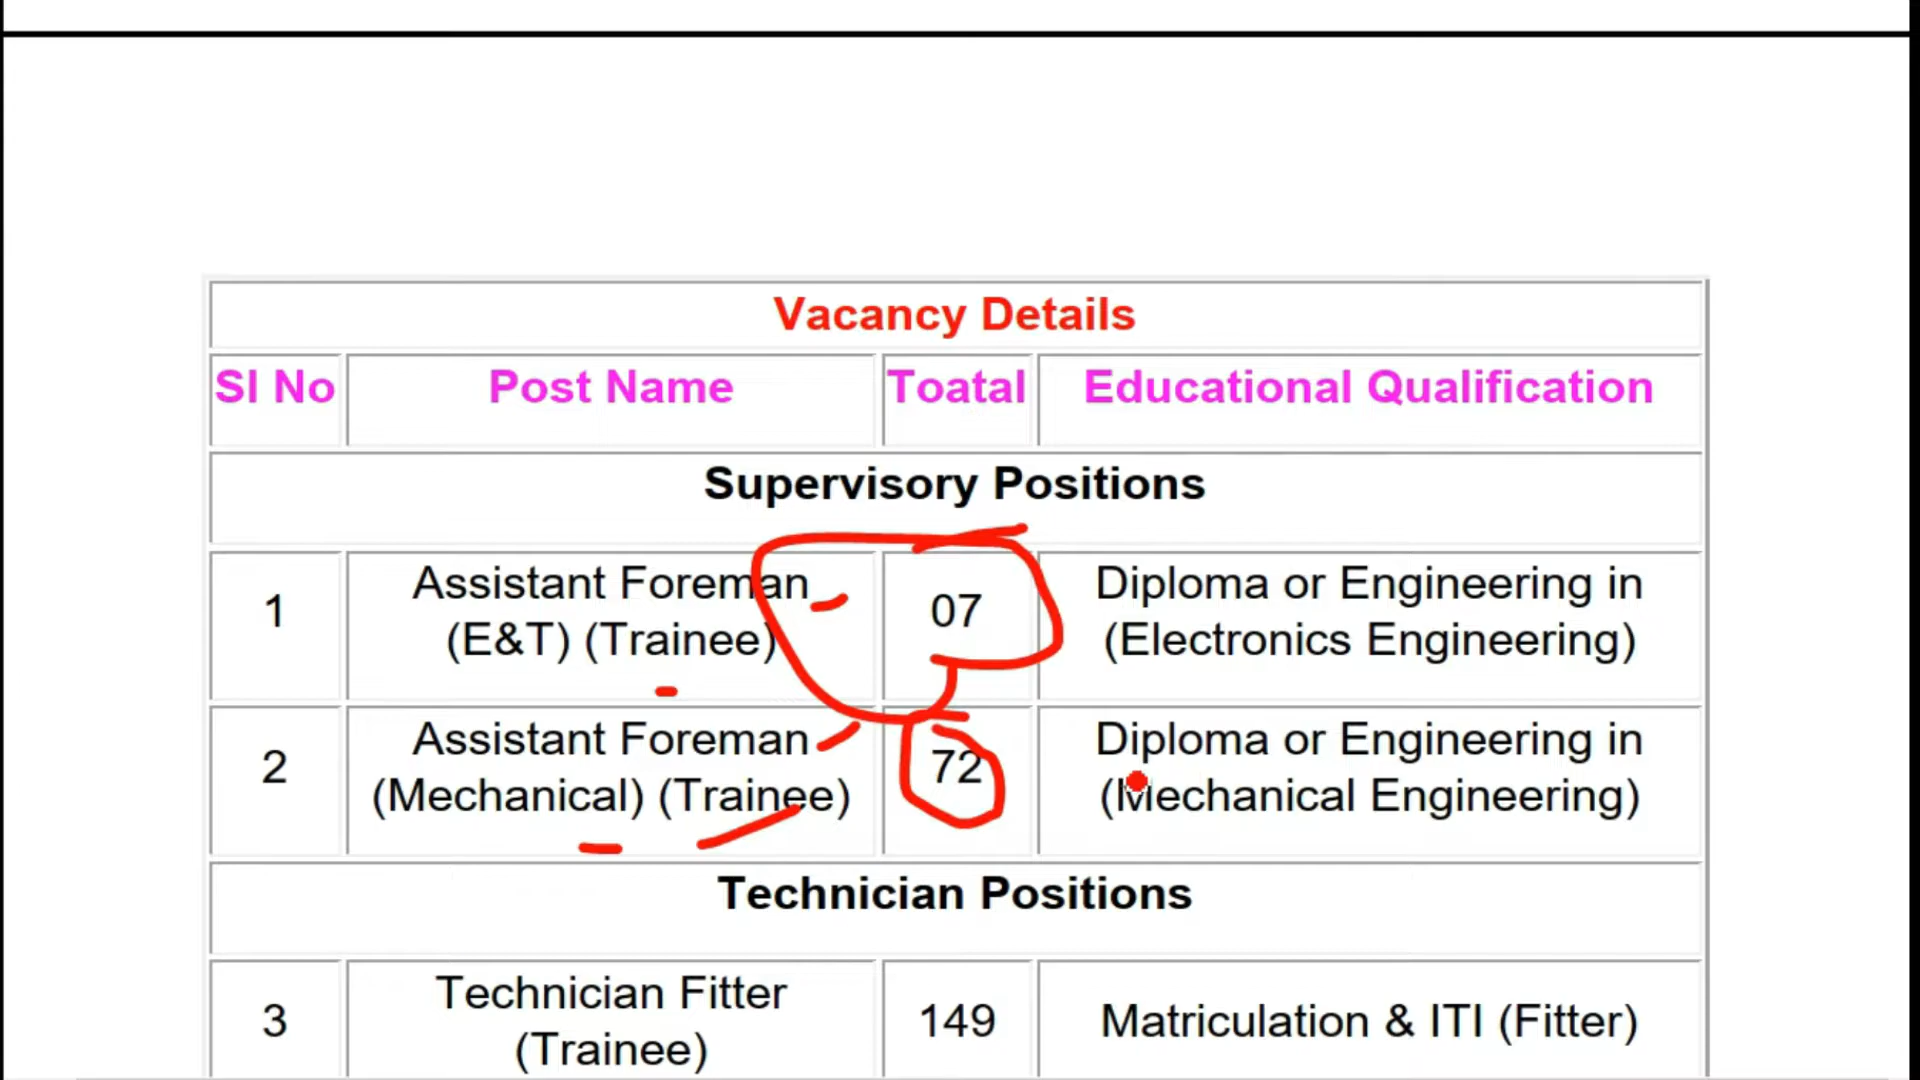 Vacancy Details
Sl No Post Name Toatal Educational Qualification
Supervisory Positions
1 Assistant Foreman (E&T) (Trainee) 07 Diploma or Engineering in (Electronics Engineering)
2 Assistant Foreman (Mechanical) (Trainee) 72 Diploma or Engineering in (Mechanical Engineering)
Technician Positions
3 Technician Fitter (Trainee) 149 Matriculation & ITI (Fitter)